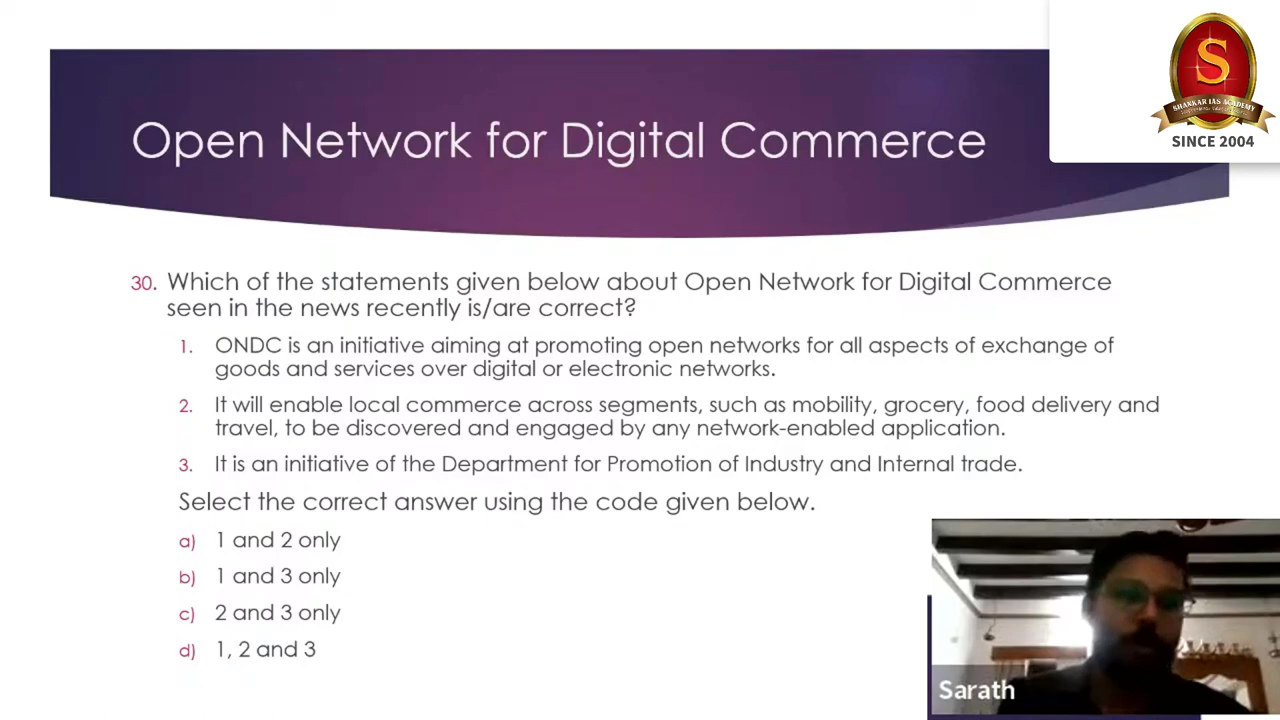 S
SHANKAR IAS ACADEMY
SINCE 2004
Open Network for Digital Commerce
30. Which of the statements given below about Open Network for Digital Commerce
seen in the news recently is/are correct?
1. ONDC is an initiative aiming at promoting open networks for all aspects of exchange of
goods and services over digital or electronic networks.
2. It will enable local commerce across segments, such as mobility, grocery, food delivery and
travel, to be discovered and engaged by any network-enabled application.
3. It is an initiative of the Department for Promotion of Industry and Internal trade.
Select the correct answer using the code given below.
a) 1 and 2 only
b) 1 and 3 only
c) 2 and 3 only
d) 1, 2 and 3
Sarath